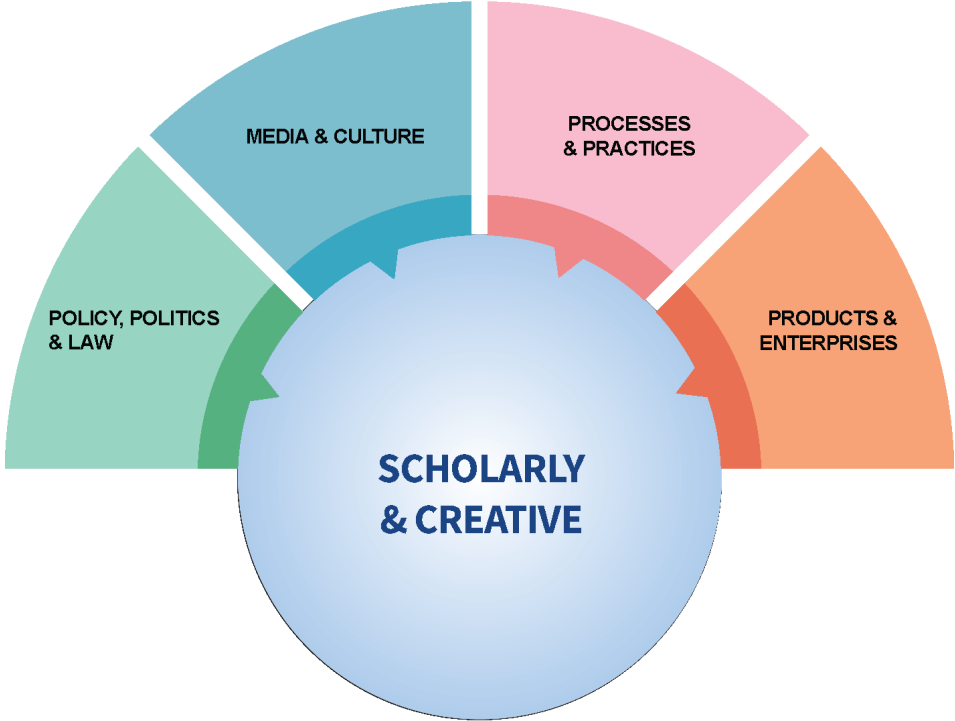 MEDIA & CULTURE
PROCESSES
& PRACTICES
POLICY, POLITICS
& LAW
PRODUCTS &
ENTERPRISES
SCHOLARLY
& CREATIVE